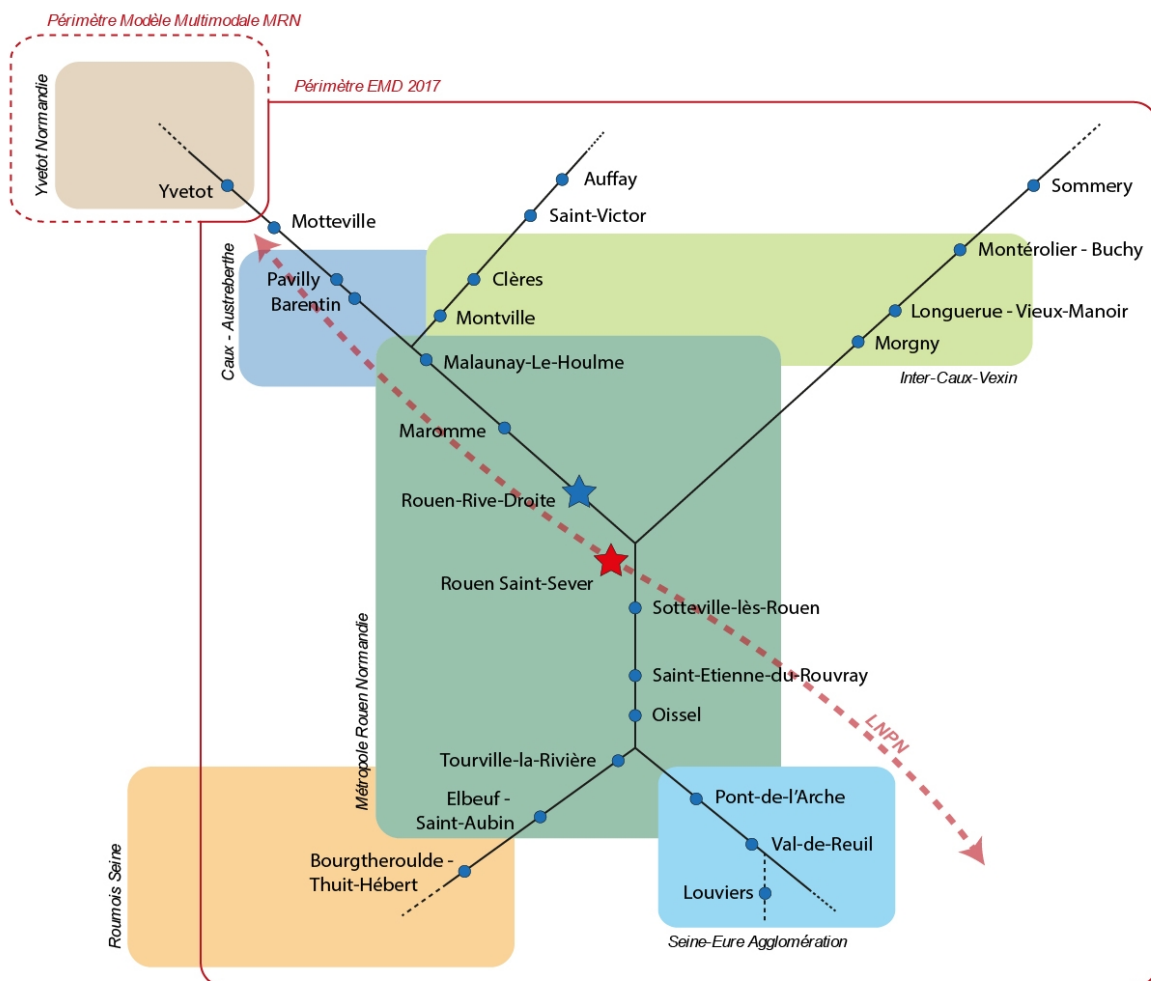 Périmètre Modèle Multimodale MRN
Périmètre EMD 2017
Yvetot Normandie
Yvetot
Auffay
Sommery
Saint-Victor
Motteville
Montérolier - Buchy
Caux - Austreberthe
Pavilly
Clères
Barentin
Longuerue - Vieux-Manoir
Montville
Morgny
Malaunay-Le-Houlme
Inter-Caux-Vexin
Maromme
Rouen-Rive-Droite
Rouen Saint-Sever
Sotteville-lès-Rouen
Métropole Rouen Normandie
Saint-Etienne-du-Rouvray
Oissel
LNPN
Tourville-la-Rivière
Pont-de-l'Arche
Elbeuf -
Saint-Aubin
Val-de-Reuil
Bourgtheroulde -
Thuit-Hébert
Louviers
Roumois Seine
Seine-Eure Agglomération